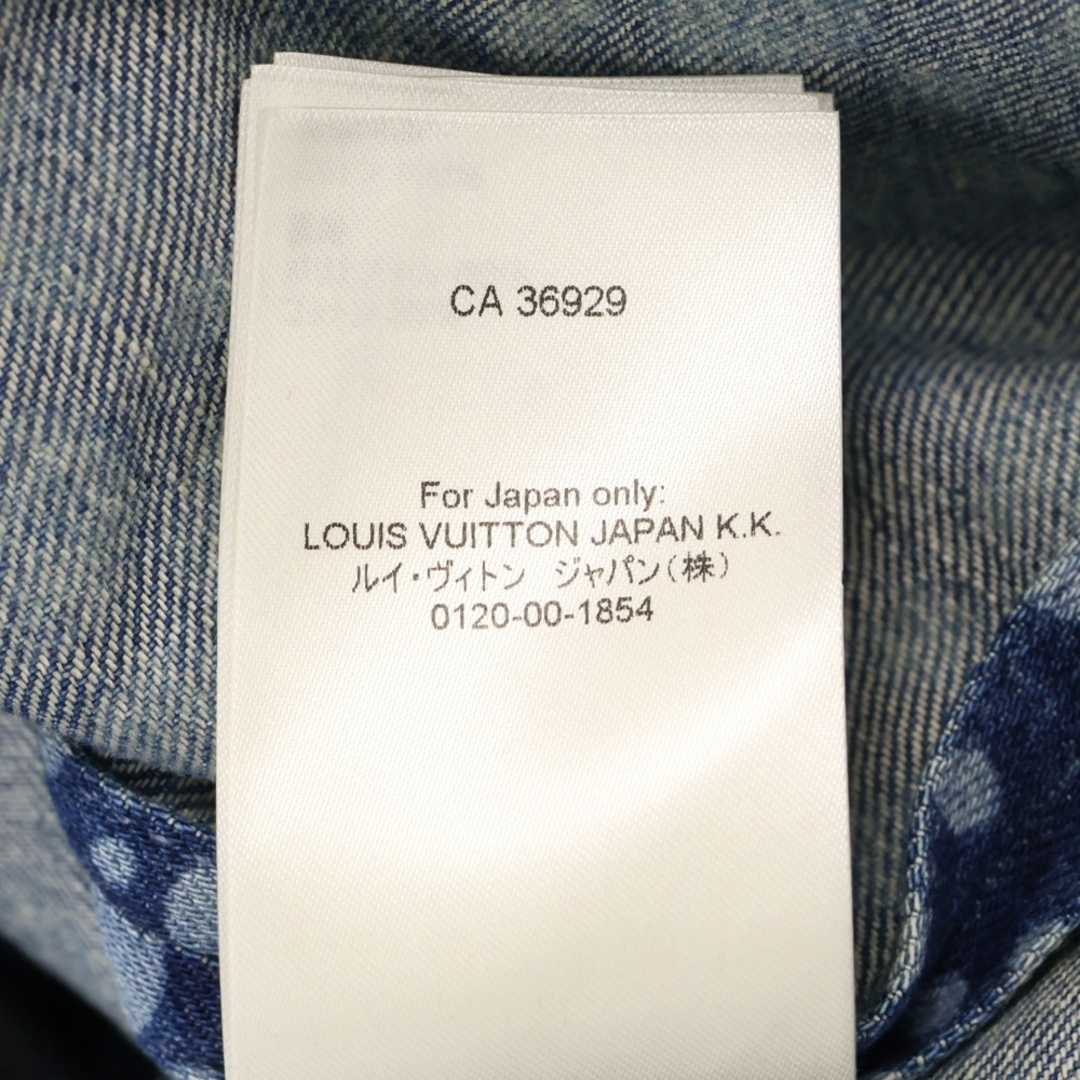 CA 36929
For Japan only:
LOUIS VUITTON JAPAN K.K.
ルイ・ヴィトン　ジャパン（株）
0120-00-1854